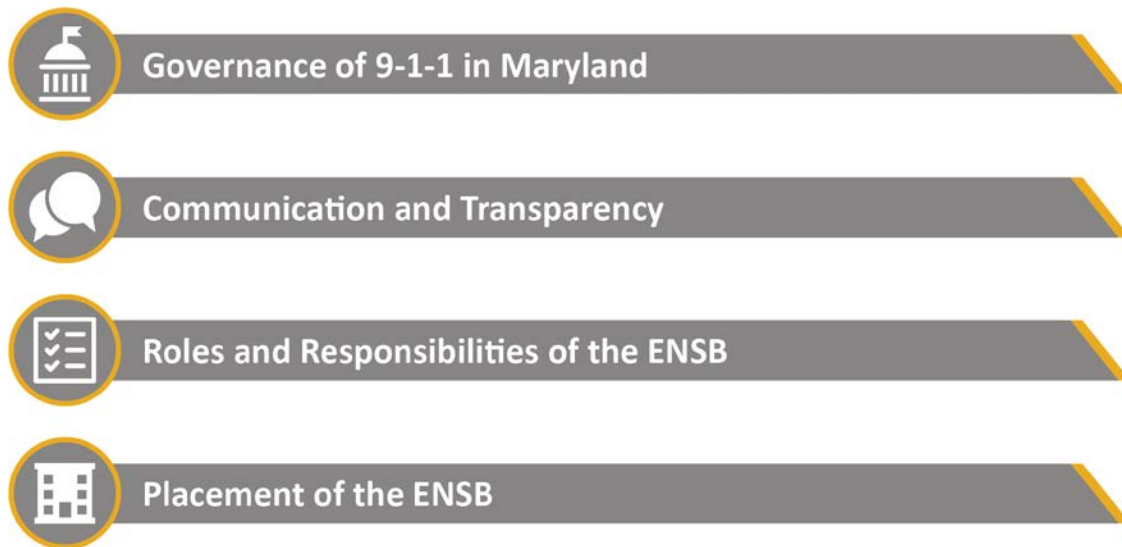 Governance of 9-1-1 in Maryland
Communication and Transparency
Roles and Responsibilities of the ENSB
Placement of the ENSB